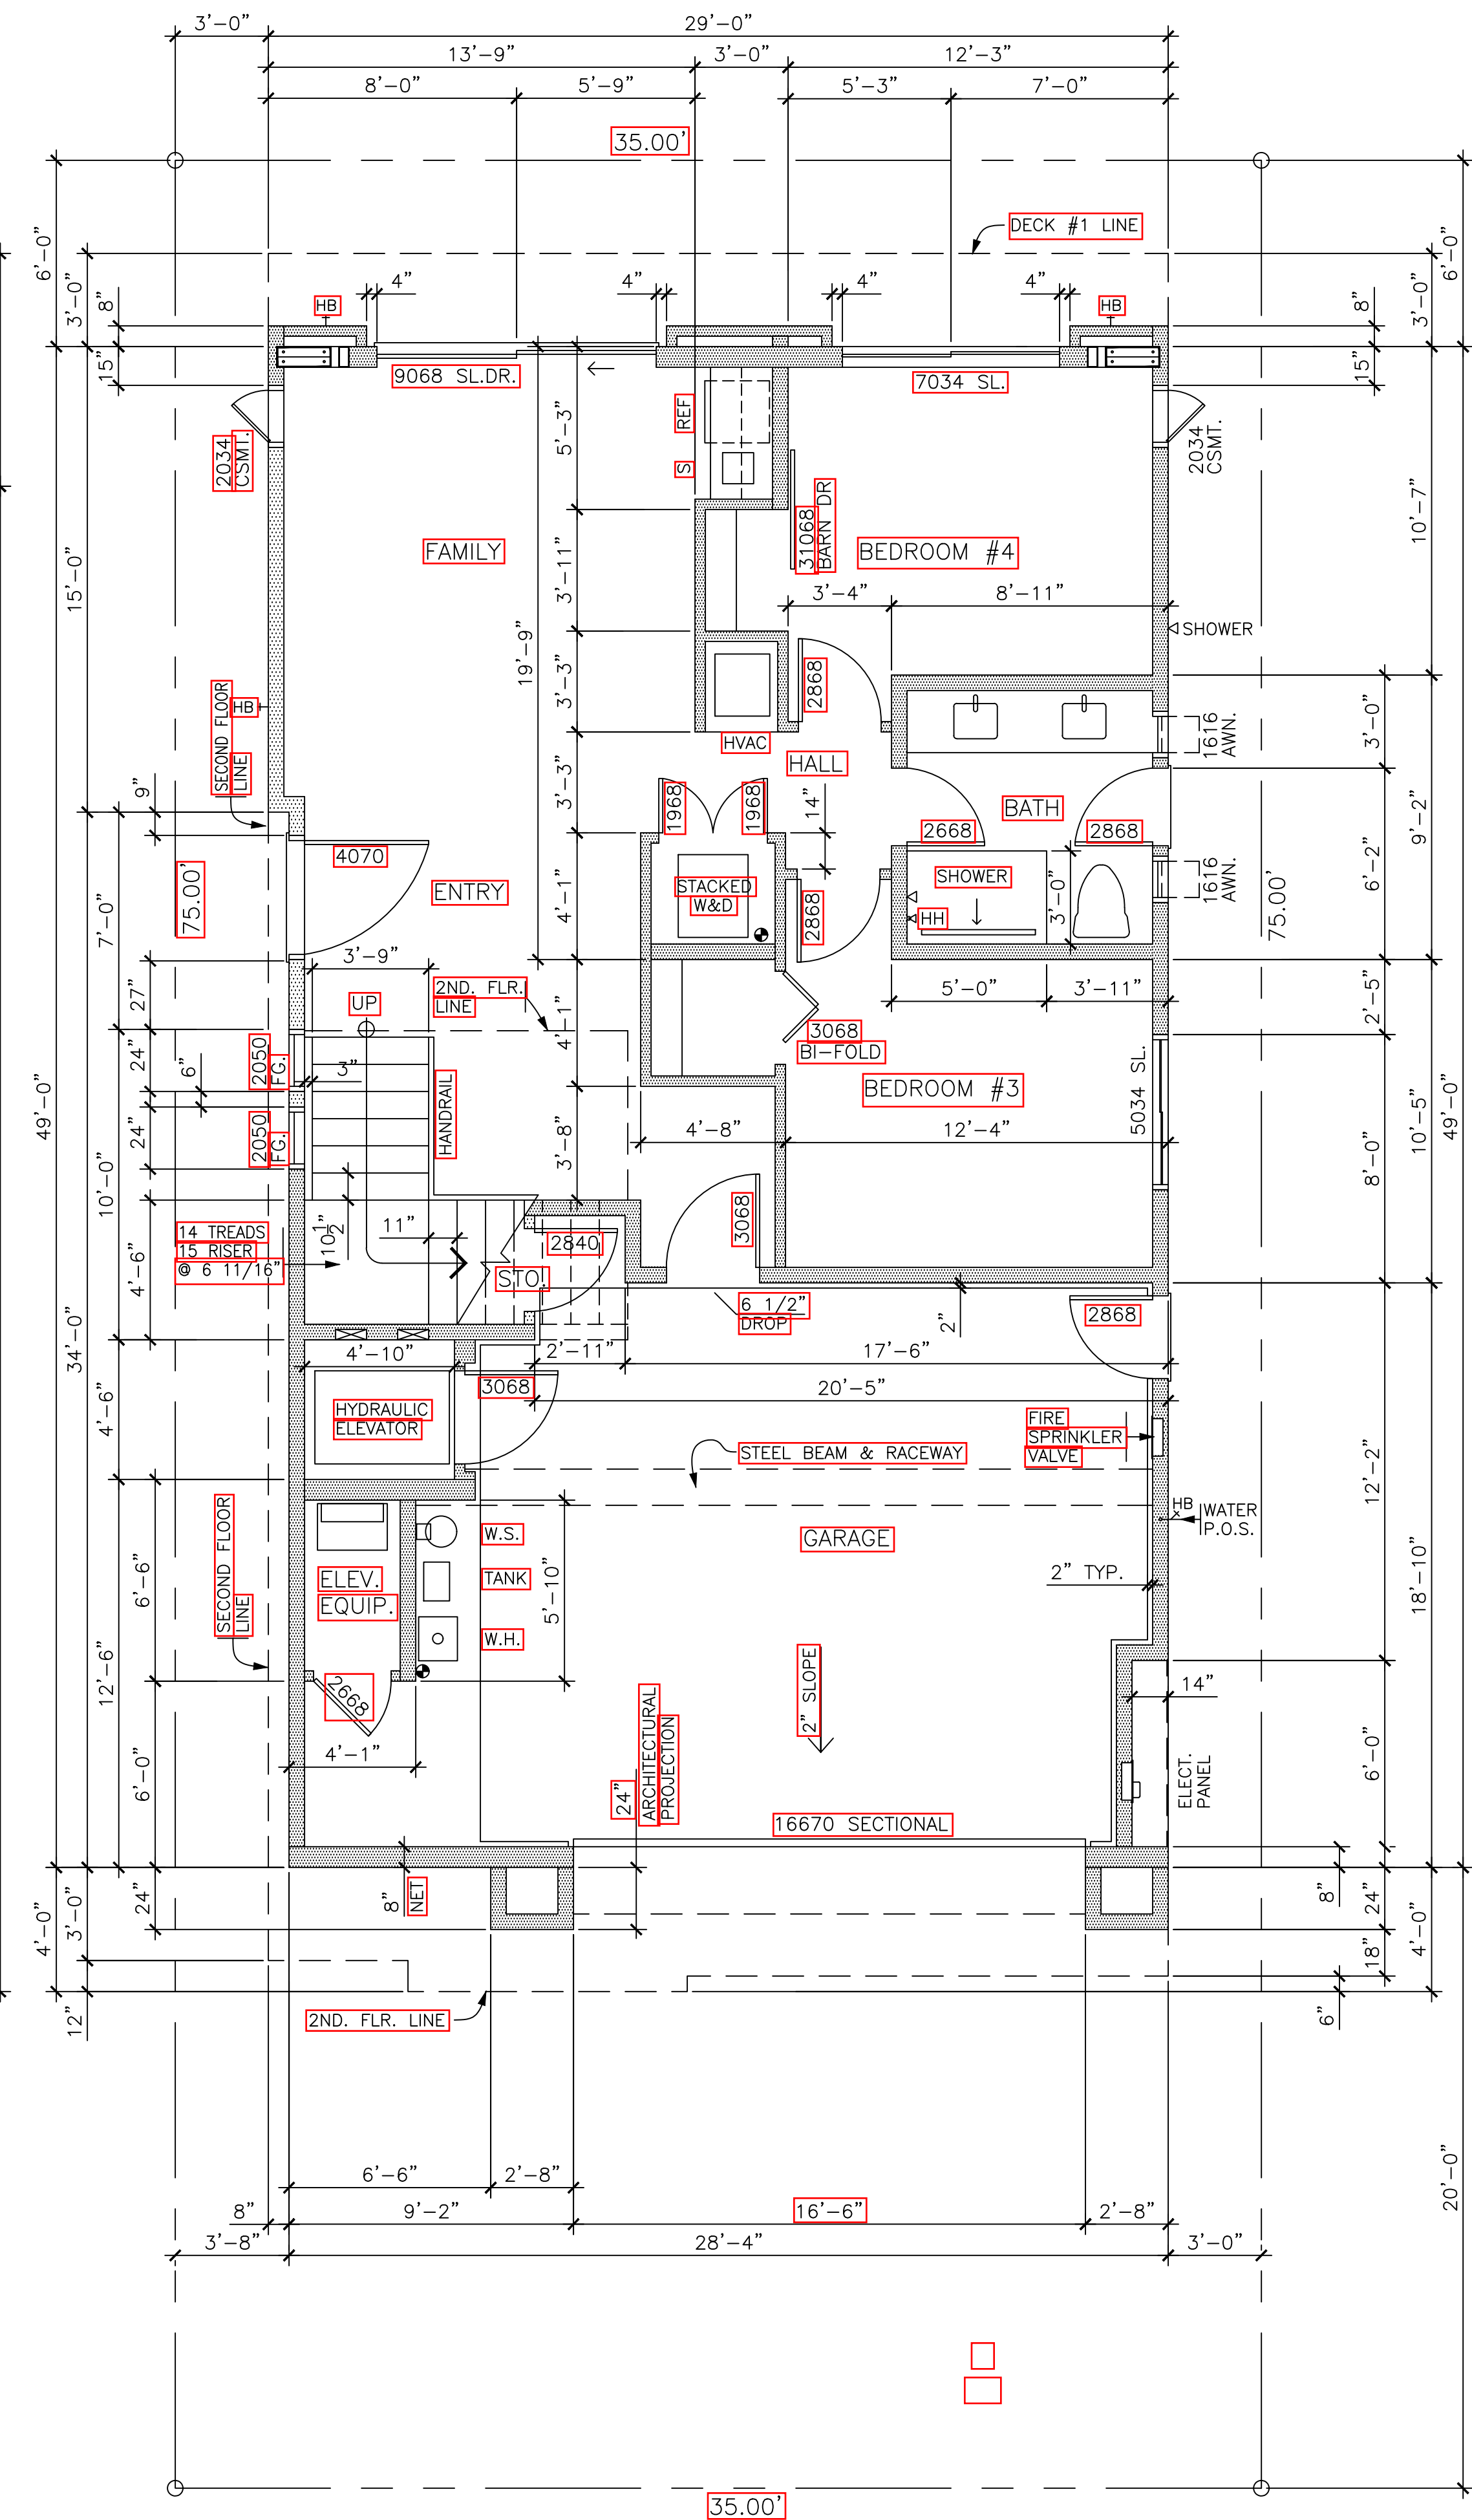 3'-0"
29'-0"
13'-9"
3'-0"
12'-3"
8'-0"
5'-9"
5'-3"
7'-0"
35.00'
DECK #1 LINE
6'-0"
3'-0"
8"
15"
HB
4"
4"
4"
4"
HB
8"
15"
3'-0"
6'-0"
9068 SL.DR.
7034 SL.
2034
CSMT.
5'-3"
REF
S
2034
CSMT.
31068
BARN DR
10'-7"
FAMILY
BEDROOM #4
15'-0"
3'-11"
3'-4"
8'-11"
SHOWER
19'-9"
3'-3"
2868
SECOND FLOOR
LINE
HB
HVAC
HALL
1616
AWN.
3'-0"
9"
3'-3"
1968
1968
14"
BATH
9'-2"
2668
2868
4070
75.00'
ENTRY
7'-0"
4'-1"
STACKED
W&D
SHOWER
HH
3'-0"
1616
AWN.
6'-2"
75.00'
2868
3'-9"
27"
UP
2ND. FLR.
LINE
5'-0"
3'-11"
2'-5"
4'-1"
3068
BI-FOLD
2050
FG.
24"
6"
3"
HANDRAIL
BEDROOM #3
5034 SL.
49'-0"
24"
2050
FG.
10'-0"
3'-8"
4'-8"
12'-4"
8'-0"
10'-5"
49'-0"
14 TREADS
15 RISER
@ 6 11/16"
10 1/2"
11"
2840
3068
4'-6"
STO.
6 1/2"
DROP
2"
2868
34'-0"
4'-10"
2'-11"
17'-6"
3068
20'-5"
4'-6"
HYDRAULIC
ELEVATOR
FIRE
SPRINKLER
VALVE
STEEL BEAM & RACEWAY
12'-2"
HB
WATER
P.O.S.
SECOND FLOOR
LINE
W.S.
GARAGE
ELEV.
EQUIP.
TANK
5'-10"
2" TYP.
6'-6"
18'-10"
W.H.
12'-6"
2668
2" SLOPE
14"
4'-1"
6'-0"
24"
ARCHITECTURAL
PROJECTION
ELECT.
PANEL
6'-0"
16670 SECTIONAL
8"
NET
4'-0"
3'-0"
24"
8"
24"
18"
4'-0"
12"
2ND. FLR. LINE
6"
20'-0"
6'-6"
2'-8"
8"
9'-2"
16'-6"
2'-8"
3'-8"
28'-4"
3'-0"
35.00'